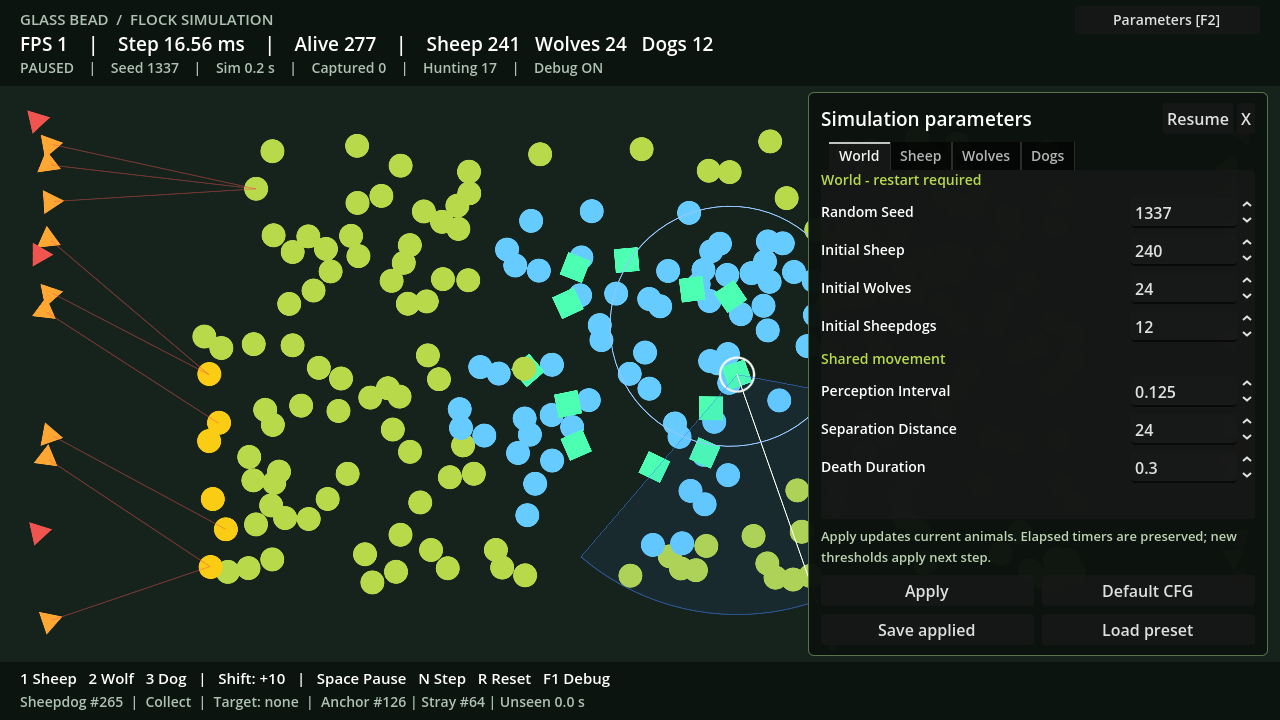 GLASS BEAD / FLOCK SIMULATION
Parameters [F2]
FPS 1 | Step 16.56 ms | Alive 277 | Sheep 241 Wolves 24 Dogs 12
PAUSED | Seed 1337 | Sim 0.2 s | Captured 0 | Hunting 17 | Debug ON
Simulation parameters
Resume X
World Sheep Wolves Dogs
World - restart required
Random Seed 1337
Initial Sheep 240
Initial Wolves 24
Initial Sheepdogs 12
Shared movement
Perception Interval 0.125
Separation Distance 24
Death Duration 0.3
Apply updates current animals. Elapsed timers are preserved; new
thresholds apply next step.
Apply Default CFG
Save applied Load preset
1 Sheep 2 Wolf 3 Dog | Shift: +10 | Space Pause N Step R Reset F1 Debug
Sheepdog #265 | Collect | Target: none | Anchor #126 | Stray #64 | Unseen 0.0 s